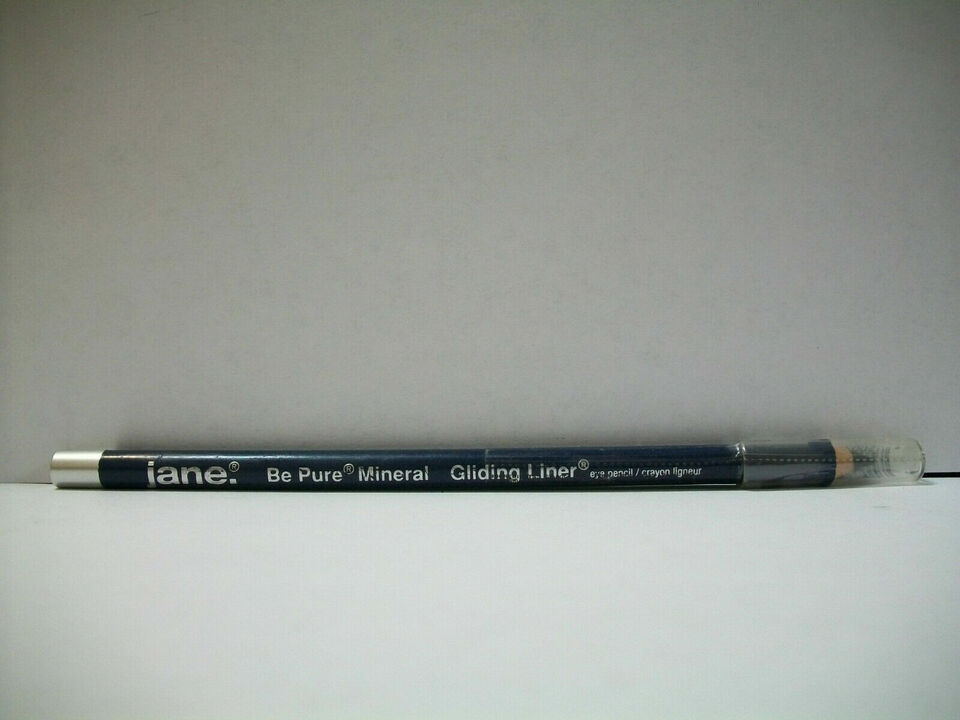 jane.® Be Pure® Mineral Gliding Liner® eye pencil / crayon ligneur